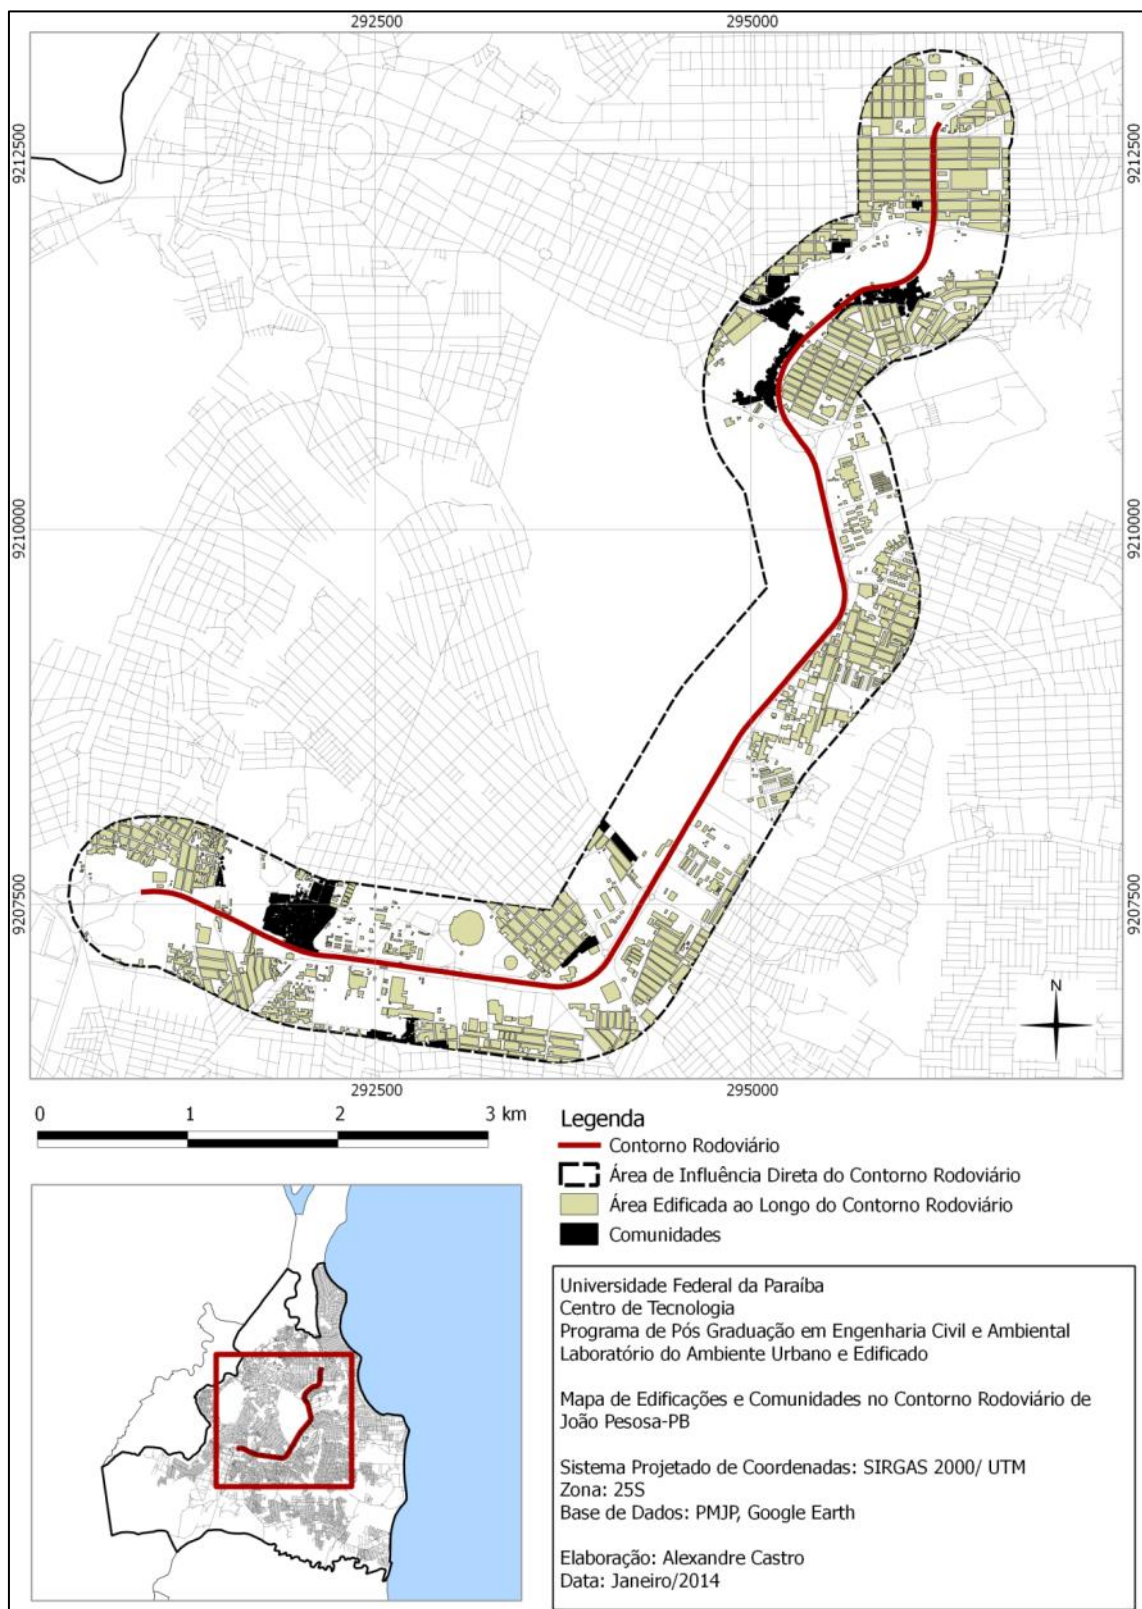 292500
295000
9212500
9212500
9210000
9210000
9207500
9207500
N
292500
295000
0
1
2
3 km
Legenda
Contorno Rodoviário
Área de Influência Direta do Contorno Rodoviário
Área Edificada ao Longo do Contorno Rodoviário
Comunidades
Universidade Federal da Paraíba
Centro de Tecnologia
Programa de Pós Graduação em Engenharia Civil e Ambiental
Laboratório do Ambiente Urbano e Edificado
Mapa de Edificações e Comunidades no Contorno Rodoviário de
João Pesosa-PB
Sistema Projetado de Coordenadas: SIRGAS 2000/ UTM
Zona: 25S
Base de Dados: PMJP, Google Earth
Elaboração: Alexandre Castro
Data: Janeiro/2014